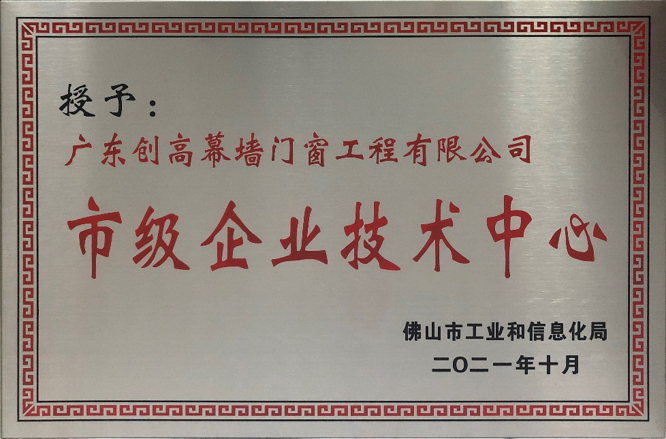 授予：
广东创高幕墙门窗工程有限公司
市级企业技术中心
佛山市工业和信息化局
二〇二一年十月